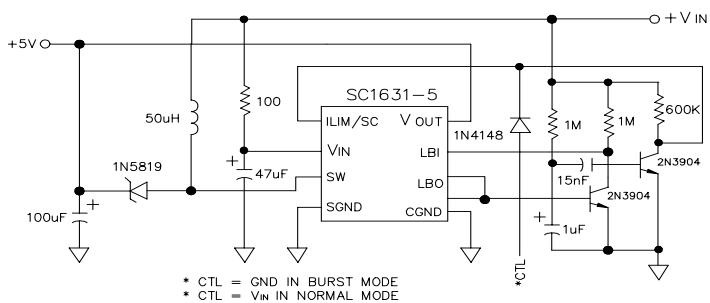 +VIN
+5V
SC1631-5
100
50uH
ILIM/SC
VOUT
1N4148
1M
1M
600K
VIN
LBI
2N3904
1N5819
47uF
SW
LBO
15nF
2N3904
100uF
SGND
CGND
1uF
*CTL
* CTL = GND IN BURST MODE
* CTL = VIN IN NORMAL MODE